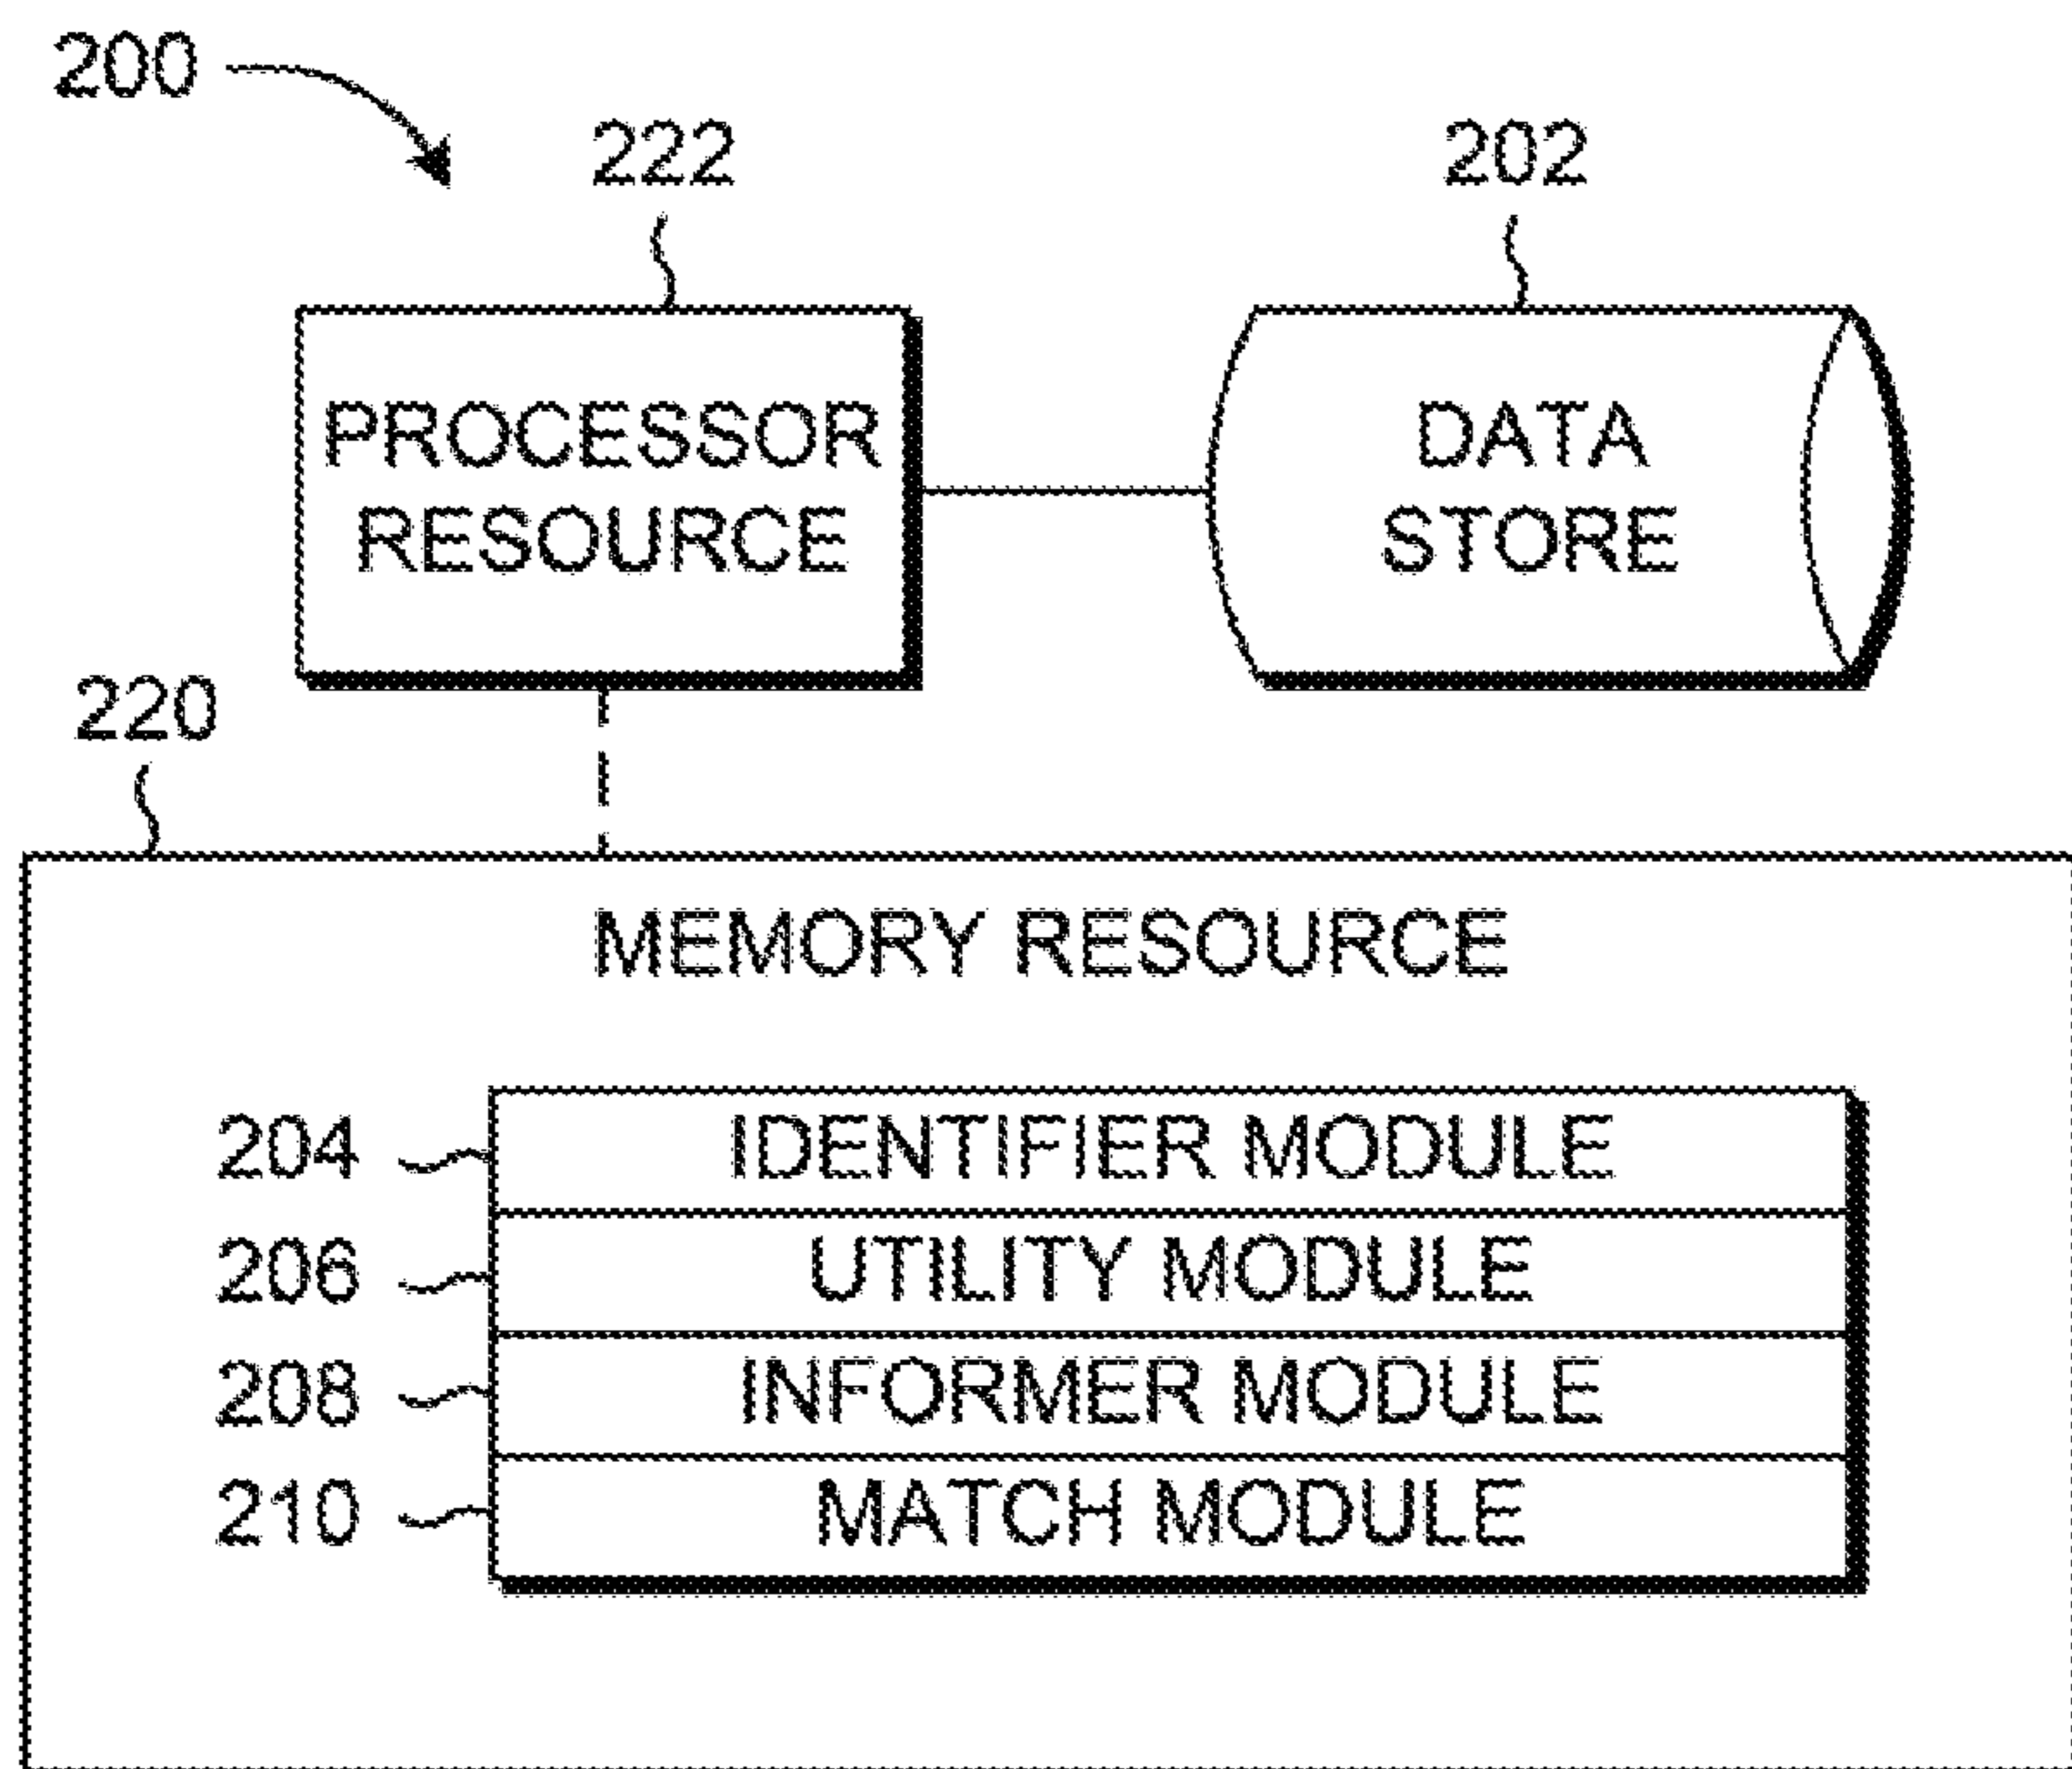 200
222
202
PROCESSOR
RESOURCE
DATA
STORE
220
MEMORY RESOURCE
204 IDENTIFIER MODULE
206 UTILITY MODULE
208 INFORMER MODULE
210 MATCH MODULE